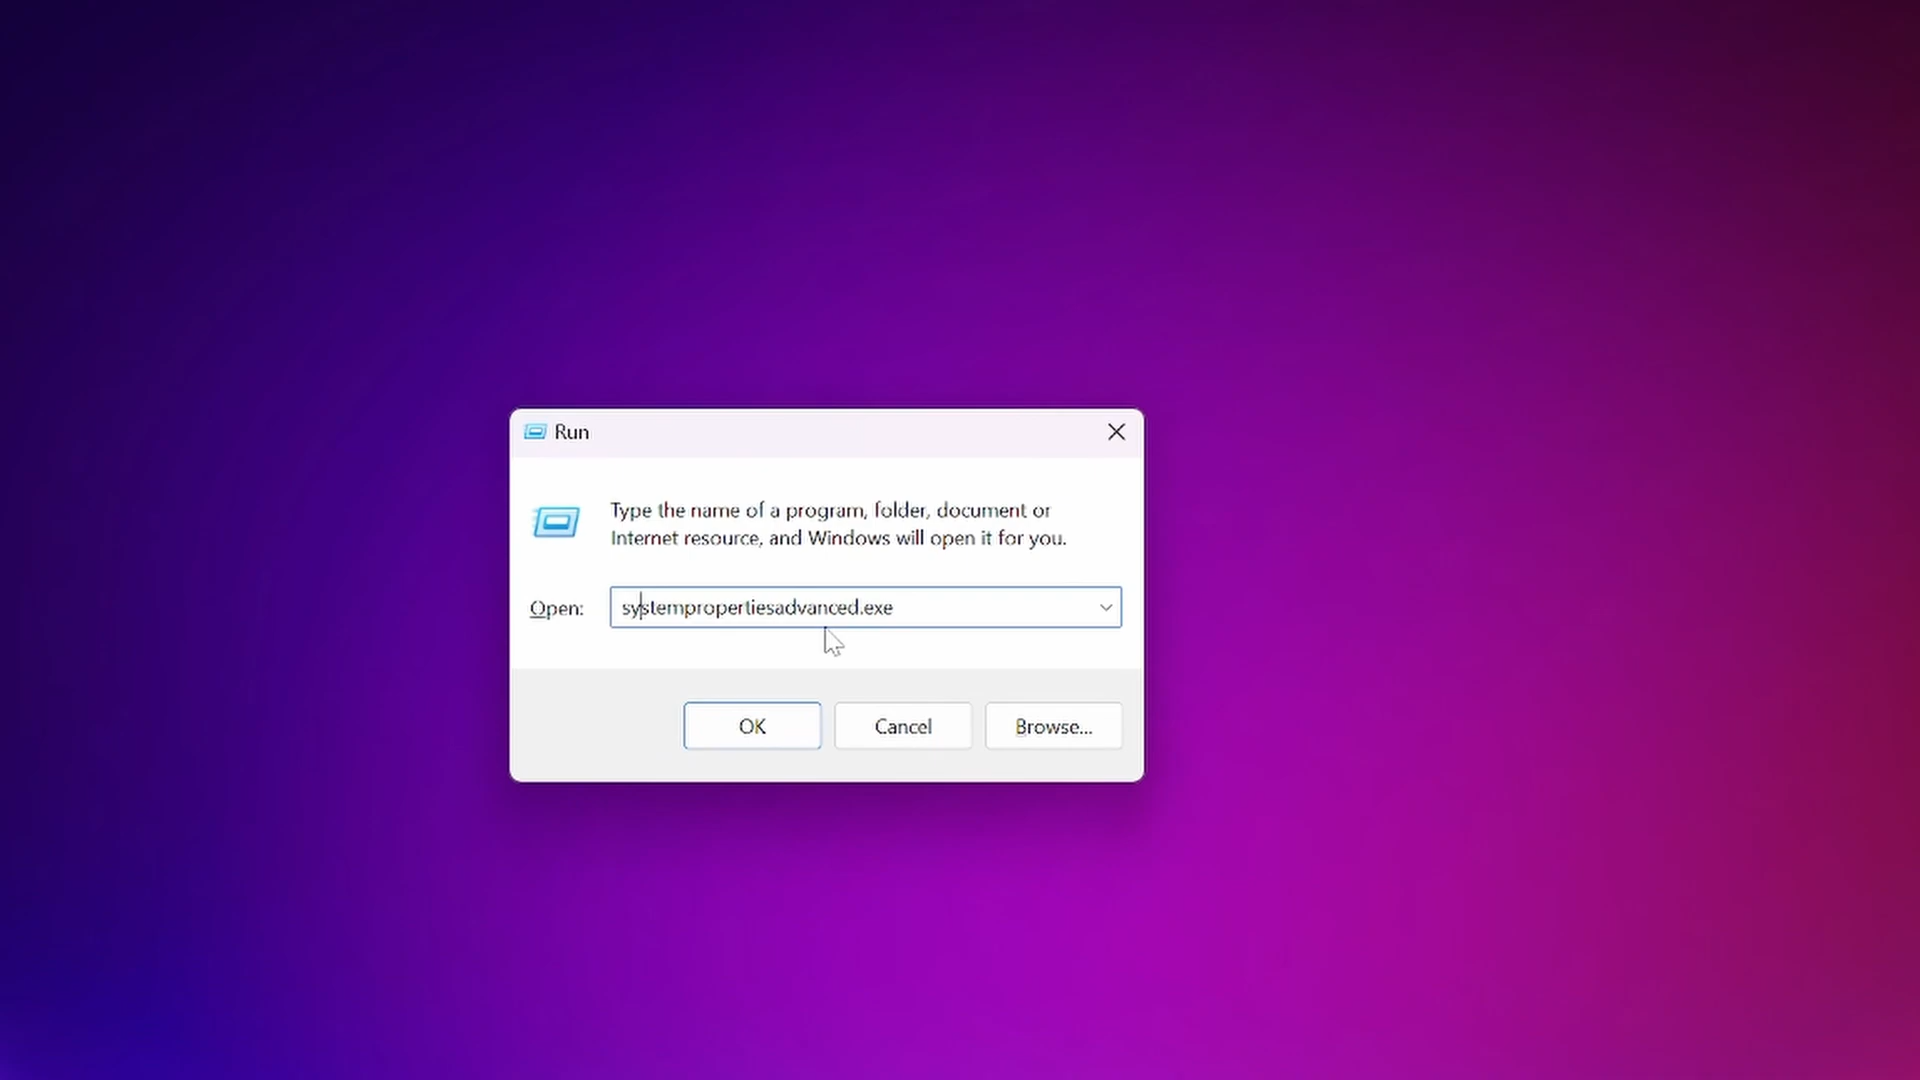 Run
Type the name of a program, folder, document or
Internet resource, and Windows will open it for you.
Open: systempropertiesadvanced.exe
OK Cancel Browse...